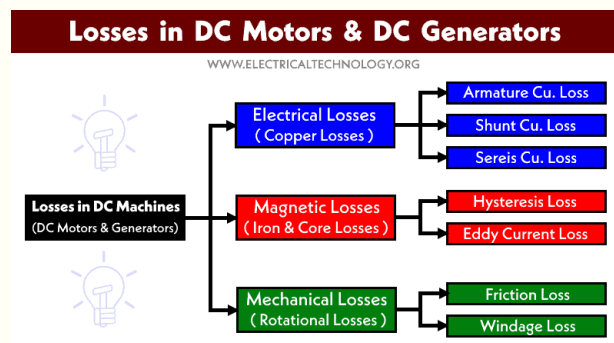 Losses in DC Motors & DC Generators
WWW.ELECTRICALTECHNOLOGY.ORG
Losses in DC Machines
(DC Motors & Generators)
Electrical Losses
( Copper Losses )
Armature Cu. Loss
Shunt Cu. Loss
Sereis Cu. Loss
Magnetic Losses
( Iron & Core Losses )
Hysteresis Loss
Eddy Current Loss
Mechanical Losses
(Rotational Losses )
Friction Loss
Windage Loss